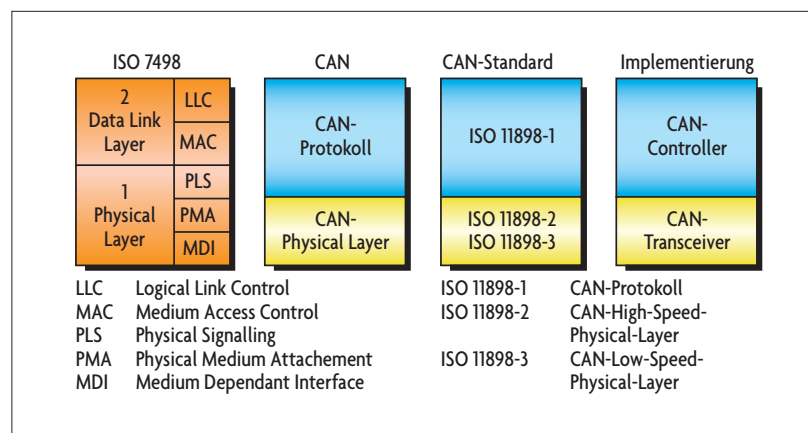 ISO 7498
CAN
CAN-Standard
Implementierung
2
Data Link
Layer
LLC
MAC
1
Physical
Layer
PLS
PMA
MDI
CAN-
Protokoll
CAN-
Physical Layer
ISO 11898-1
ISO 11898-2
ISO 11898-3
CAN-
Controller
CAN-
Transceiver
LLC Logical Link Control
MAC Medium Access Control
PLS Physical Signalling
PMA Physical Medium Attachement
MDI Medium Dependant Interface
ISO 11898-1 CAN-Protokoll
ISO 11898-2 CAN-High-Speed-
Physical-Layer
ISO 11898-3 CAN-Low-Speed-
Physical-Layer